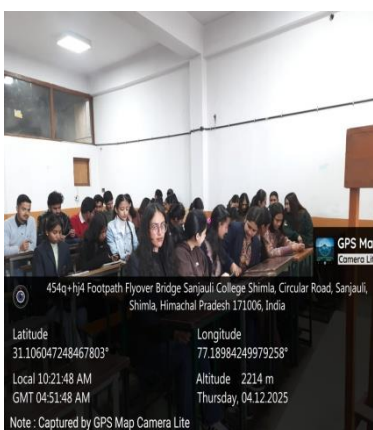 GPS Ma
Camera Lit
454q+hj4 Footpath Flyover Bridge Sanjauli College Shimla, Circular Road, Sanjauli,
Shimla, Himachal Pradesh 171006, India
Latitude
31.106047248467803°
Longitude
77.18984249979258°
Local 10:21:48 AM
GMT 04:51:48 AM
Altitude 2214 m
Thursday, 04.12.2025
Note : Captured by GPS Map Camera Lite